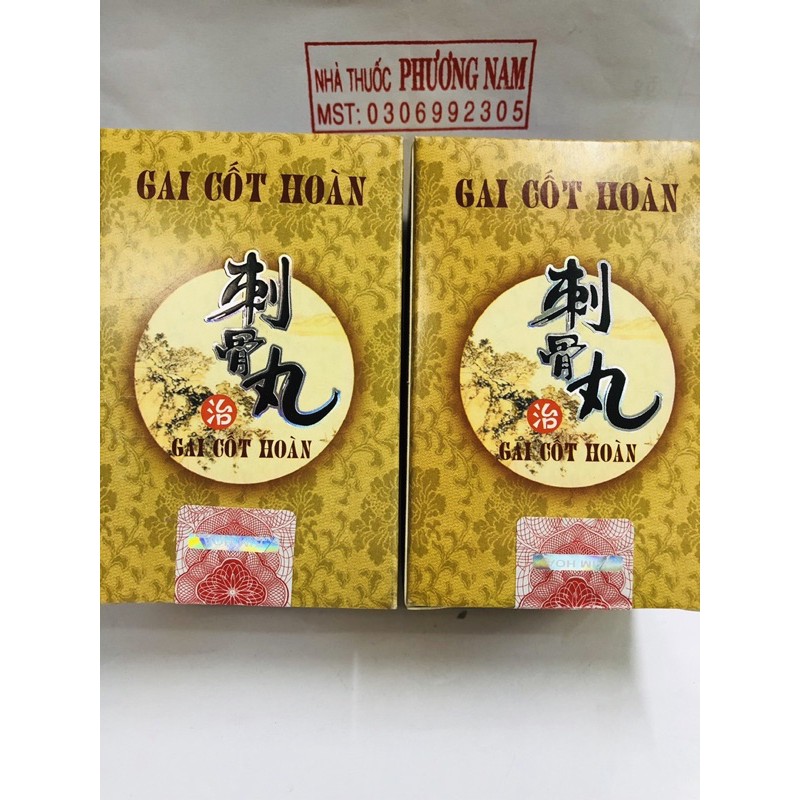 NHÀ THUỐC PHƯƠNG NAM
MST: 0306992305
GAI CỐT HOÀN
刺骨丸
治
GAI CỐT HOÀN
GAI CỐT HOÀN
刺骨丸
治
GAI CỐT HOÀN